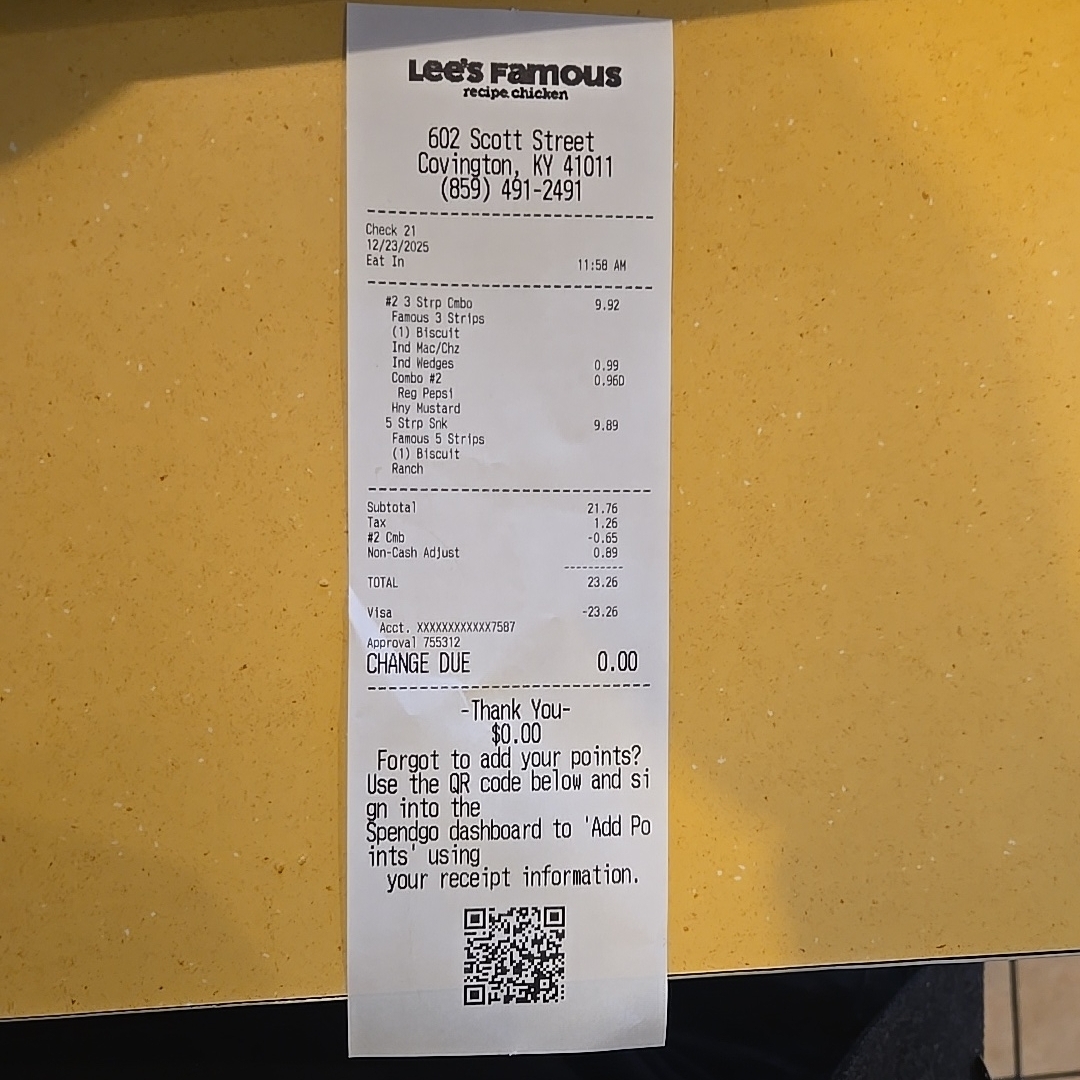 Lee's Famous
recipe chicken
602 Scott Street
Covington, KY 41011
(859) 491-2491
Check 21
12/23/2025
Eat In 11:58 AM
#2 3 Strp Cmbo 9.92
Famous 3 Strips
(1) Biscuit
Ind Mac/Chz
Ind Wedges 0.99
Combo #2 0.96D
Reg Pepsi
Hny Mustard
5 Strp Snk 9.89
Famous 5 Strips
(1) Biscuit
Ranch
Subtotal 21.76
Tax 1.26
#2 Cmb -0.65
Non-Cash Adjust 0.89
TOTAL 23.26
Visa -23.26
Acct. XXXXXXXXXXXX7587
Approval 755312
CHANGE DUE 0.00
-Thank You-
$0.00
Forgot to add your points?
Use the QR code below and si
gn into the
Spendgo dashboard to 'Add Po
ints' using
your receipt information.